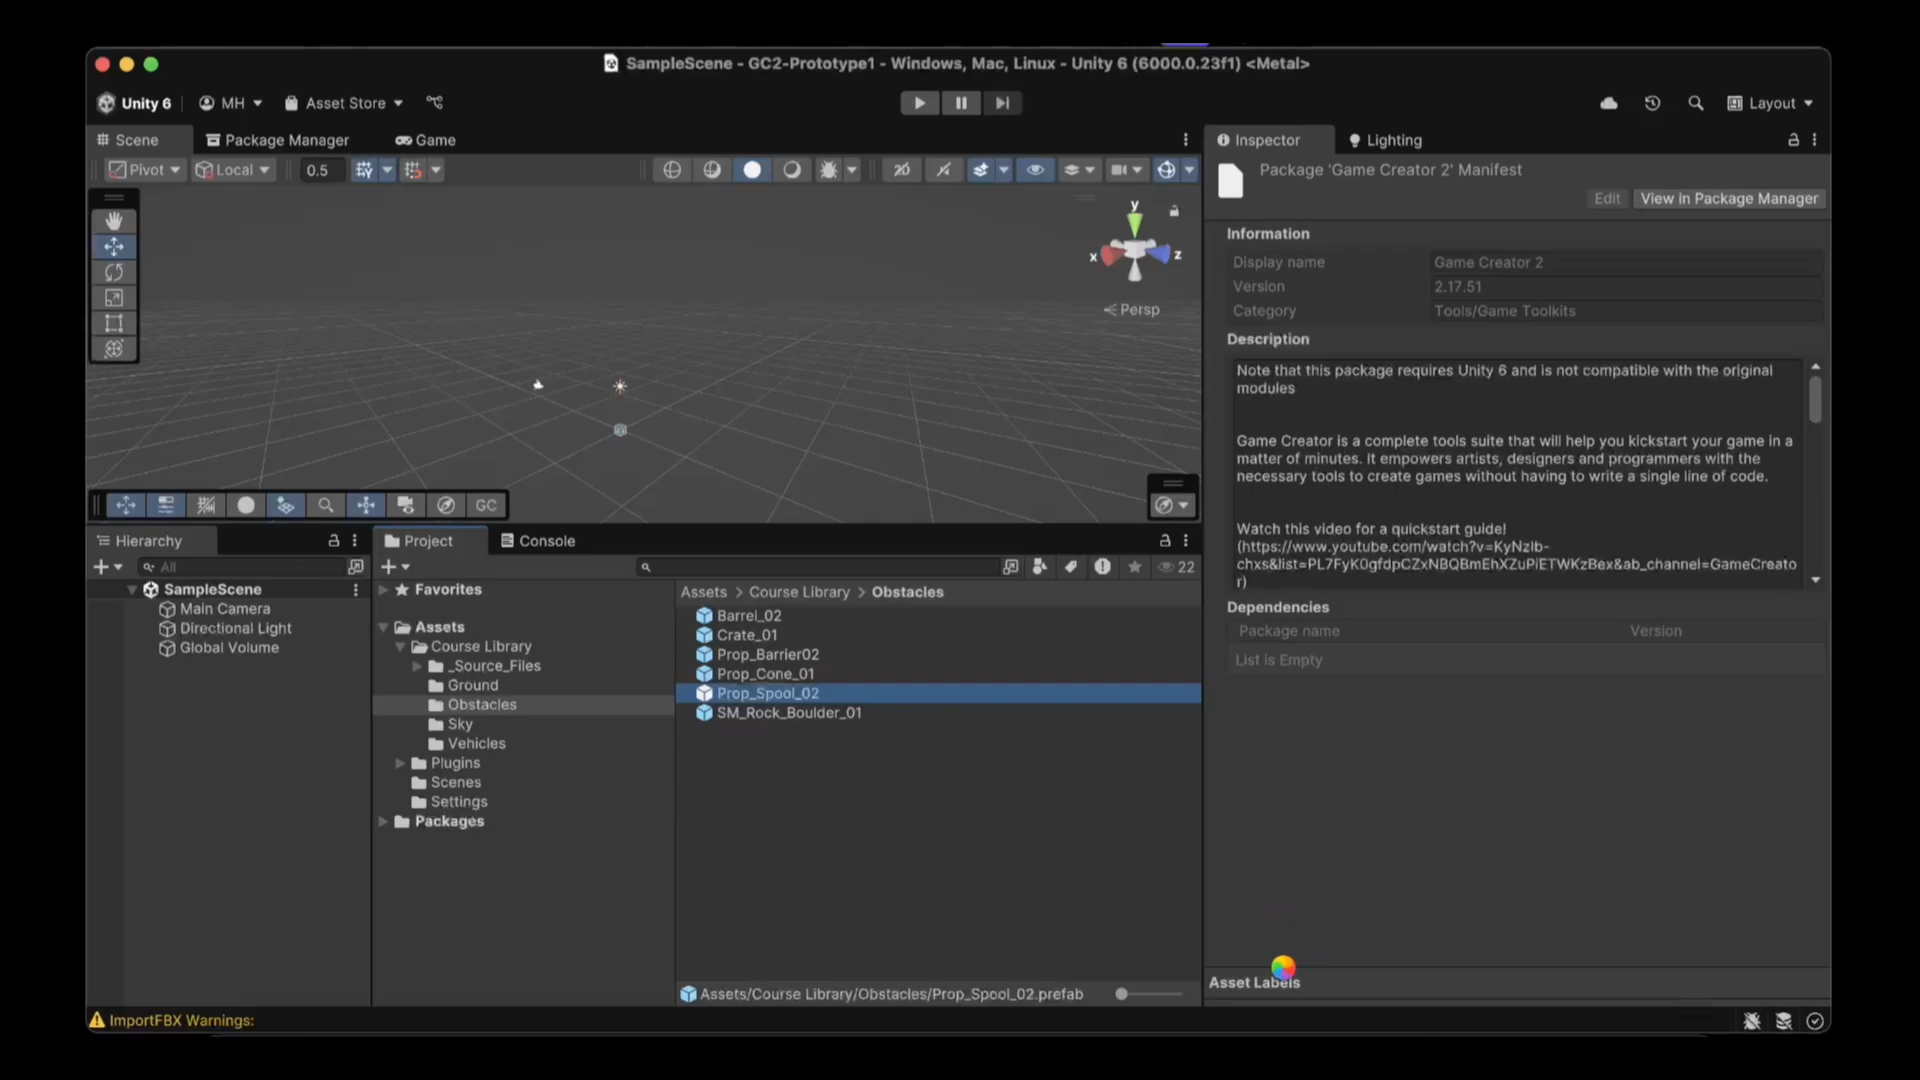 SampleScene - GC2-Prototype1 - Windows, Mac, Linux - Unity 6 (6000.0.23f1) <Metal>
Unity 6
MH
Asset Store
Layout
Scene
Package Manager
Game
Inspector
Lighting
Pivot
Local
0.5
Package 'Game Creator 2' Manifest
Edit
View in Package Manager
y
x
z
Persp
Information
Display name
Game Creator 2
Version
2.17.51
Category
Tools/Game Toolkits
Description
Note that this package requires Unity 6 and is not compatible with the original
modules
Game Creator is a complete tools suite that will help you kickstart your game in a
matter of minutes. It empowers artists, designers and programmers with the
necessary tools to create games without having to write a single line of code.
Watch this video for a quickstart guide!
(https://www.youtube.com/watch?v=KyNzIb-
chxs&list=PL7FyK0gfdpCZxNBQBmEhXZuPiETWKzBex&ab_channel=GameCreato
r)
Dependencies
Package name
Version
List is Empty
GC
Hierarchy
All
SampleScene
Main Camera
Directional Light
Global Volume
Project
Console
22
Favorites
Assets
Course Library
_Source_Files
Ground
Obstacles
Sky
Vehicles
Plugins
Scenes
Settings
Packages
Assets > Course Library > Obstacles
Barrel_02
Crate_01
Prop_Barrier02
Prop_Cone_01
Prop_Spool_02
SM_Rock_Boulder_01
Assets/Course Library/Obstacles/Prop_Spool_02.prefab
Asset Labels
ImportFBX Warnings: